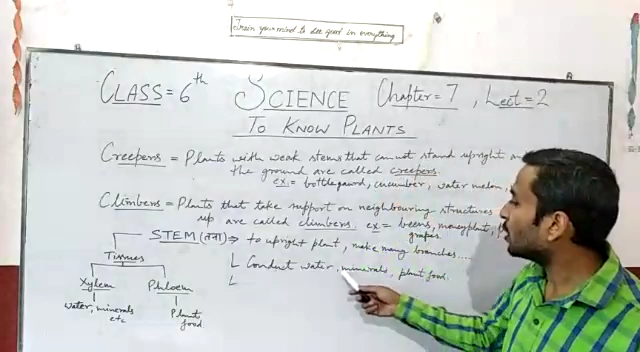 Train your mind to see good in everything
CLASS = 6th SCIENCE Chapter = 7, Lect = 2
TO KNOW PLANTS
Creepers = Plants with weak stems that cannot stand upright
the ground are called creepers.
ex. = bottlegourd, cucumber, water melon,
Climbers = Plants that take support on neighbouring structures
up are called climbers. ex = beens, moneyplant,
grapes.
STEM (तना) ⇒ to upright plant, make many branches.....
Tissues
Conduct water, minerals, plant food.
Xylem Phloem
water, minerals
etc
Plant
food